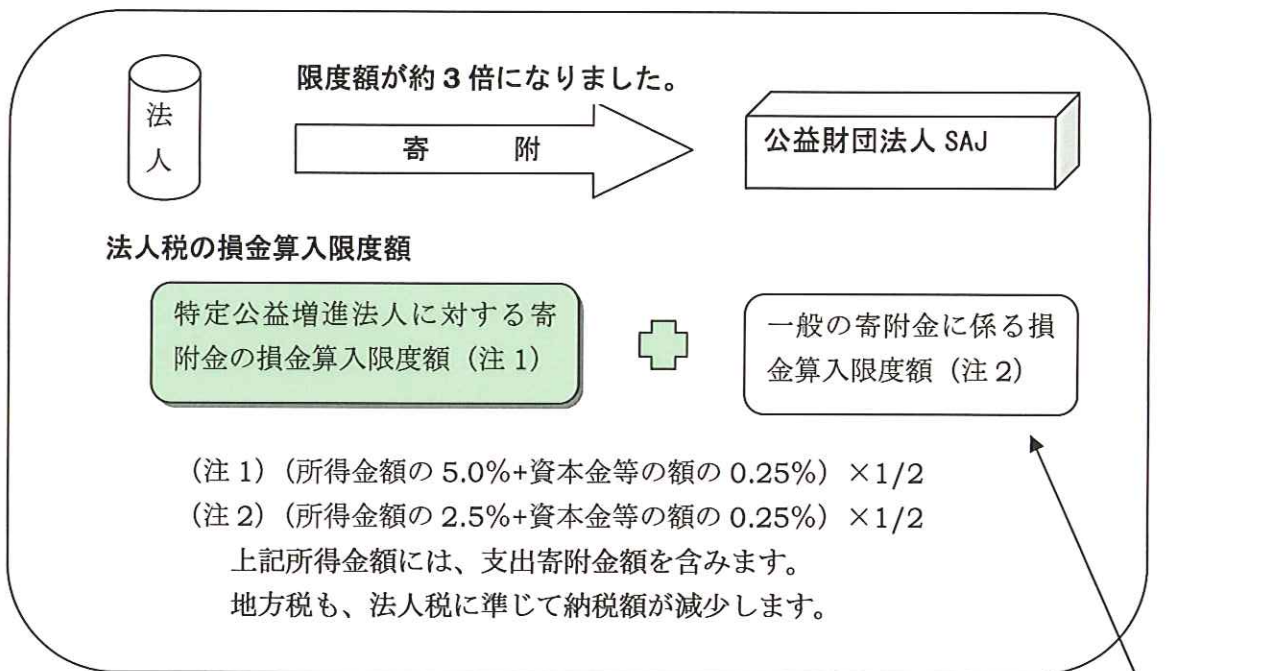 限度額が約 3 倍になりました。
法
人
寄　附
公益財団法人 SAJ
法人税の損金算入限度額
特定公益増進法人に対する寄
附金の損金算入限度額（注 1）
一般の寄附金に係る損
金算入限度額（注 2）
（注 1）（所得金額の 5.0%+資本金等の額の 0.25%）×1/2
（注 2）（所得金額の 2.5%+資本金等の額の 0.25%）×1/2
上記所得金額には、支出寄附金額を含みます。
地方税も、法人税に準じて納税額が減少します。